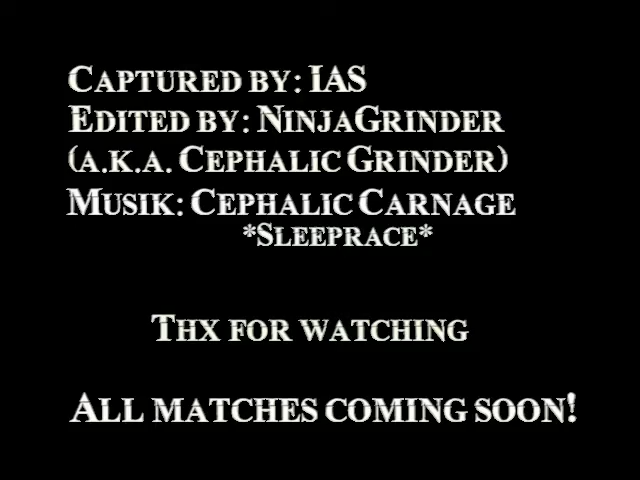 Captured by: IAS
Edited by: NinjaGrinder
(a.k.a. Cephalic Grinder)
Musik: Cephalic Carnage
*Sleeprace*
Thx for watching
All matches coming soon!